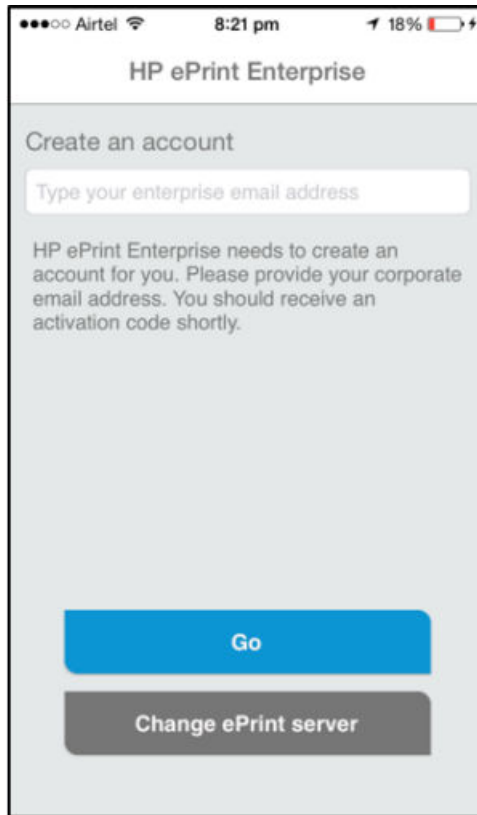 Airtel 8:21 pm 18%
HP ePrint Enterprise
Create an account
Type your enterprise email address
HP ePrint Enterprise needs to create an
account for you. Please provide your corporate
email address. You should receive an
activation code shortly.
Go
Change ePrint server